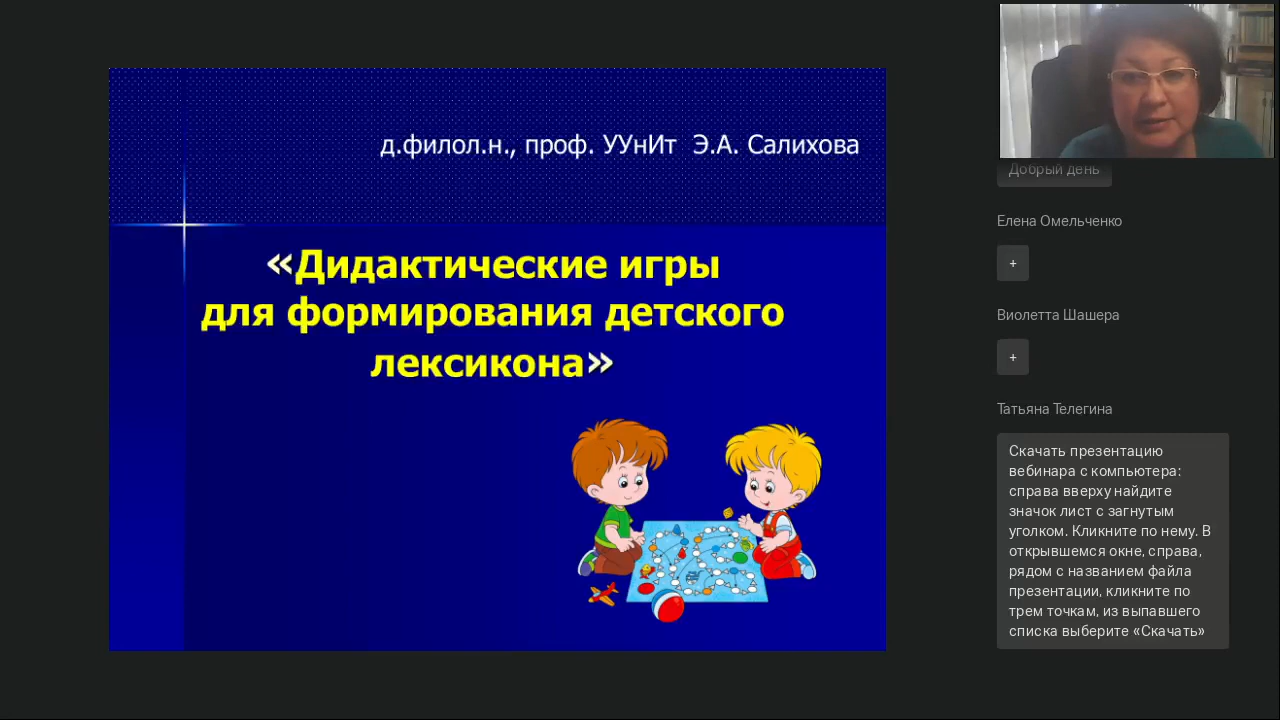 д.филол.н., проф. УУнИт Э.А. Салихова
«Дидактические игры
для формирования детского
лексикона»
Добрый день
Елена Омельченко
+
Виолетта Шашера
+
Татьяна Телегина
Скачать презентацию
вебинара с компьютера:
справа вверху найдите
значок лист с загнутым
уголком. Кликните по нему. В
открывшемся окне, справа,
рядом с названием файла
презентации, кликните по
трем точкам, из выпавшего
списка выберите «Скачать»